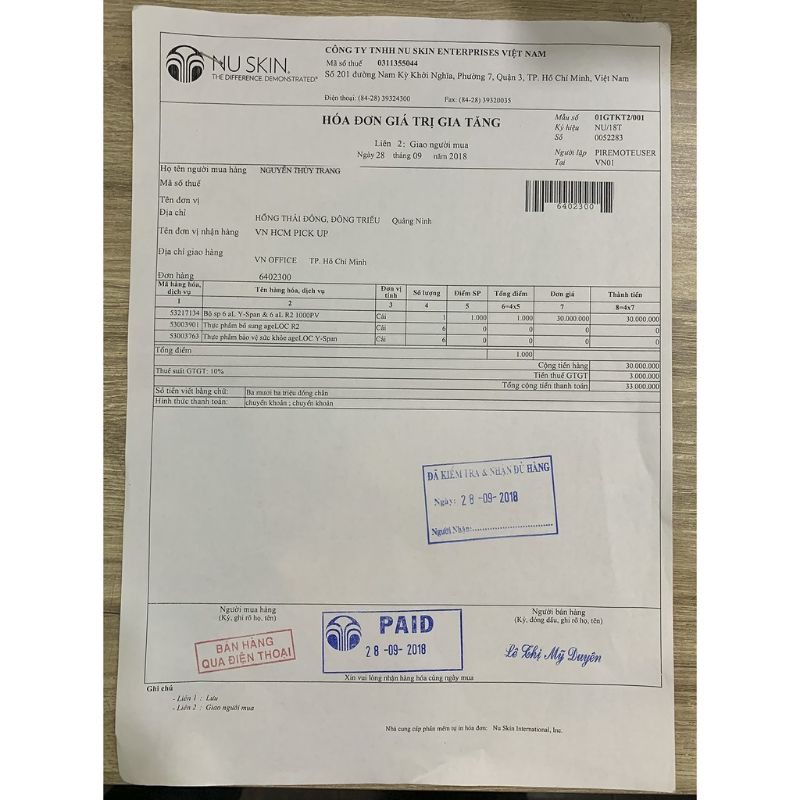 NU SKIN.
THE DIFFERENCE. DEMONSTRATED®
CÔNG TY TNHH NU SKIN ENTERPRISES VIỆT NAM
Mã số thuế 0311355044
Số 201 đường Nam Kỳ Khởi Nghĩa, Phường 7, Quận 3, TP. Hồ Chí Minh, Việt Nam
Điện thoại: (84-28) 39324300 Fax: (84-28) 39320035
HÓA ĐƠN GIÁ TRỊ GIA TĂNG
Liên 2: Giao người mua
Ngày 28 tháng 09 năm 2018
Mẫu số 01GTKT2/001
Ký hiệu NU/18T
Số 0052283
Người lập PIREMOTEUSER
Tại VN01
Họ tên người mua hàng NGUYỄN THÙY TRANG
Mã số thuế
6402300
Tên đơn vị
Địa chỉ HỒNG THÁI ĐÔNG, ĐÔNG TRIỀU Quảng Ninh
Tên đơn vị nhận hàng VN HCM PICK UP
Địa chỉ giao hàng VN OFFICE TP. Hồ Chí Minh
Đơn hàng 6402300
Mã hàng hóa, dịch vụ Tên hàng hóa, dịch vụ Đơn vị tính Số lượng Điểm SP Tổng điểm Đơn giá Thành tiền
1 2 3 4 5 6=4x5 7 8=4x7
53217134 Bộ sp 6 aL Y-Span & 6 aL R2 1000PV Cái 1 1.000 1.000 30.000.000 30.000.000
53003901 Thực phẩm bổ sung ageLOC R2 Cái 6 0 0 0 0
53003763 Thực phẩm bảo vệ sức khỏe ageLOC Y-Span Cái 6 0 0 0 0
Tổng điểm 1.000
Cộng tiền hàng 30.000.000
Thuế suất GTGT: 10% Tiền thuế GTGT 3.000.000
Tổng cộng tiền thanh toán 33.000.000
Số tiền viết bằng chữ: Ba mươi ba triệu đồng chẵn
Hình thức thanh toán: chuyển khoản ; chuyển khoản
ĐÃ KIỂM TRA & NHẬN ĐỦ HÀNG
Ngày: 28-09-2018
Người Nhận:
Người mua hàng
(Ký, ghi rõ họ, tên)
BÁN HÀNG
QUA ĐIỆN THOẠI
PAID
28-09-2018
Người bán hàng
(Ký, đóng dấu, ghi rõ họ, tên)
Lê Thị Mỹ Duyên
Xin vui lòng nhận hàng hóa cùng ngày mua
Ghi chú
- Liên 1 : Lưu
- Liên 2 : Giao người mua
Nhà cung cấp phần mềm tự in hóa đơn: Nu Skin International, Inc.